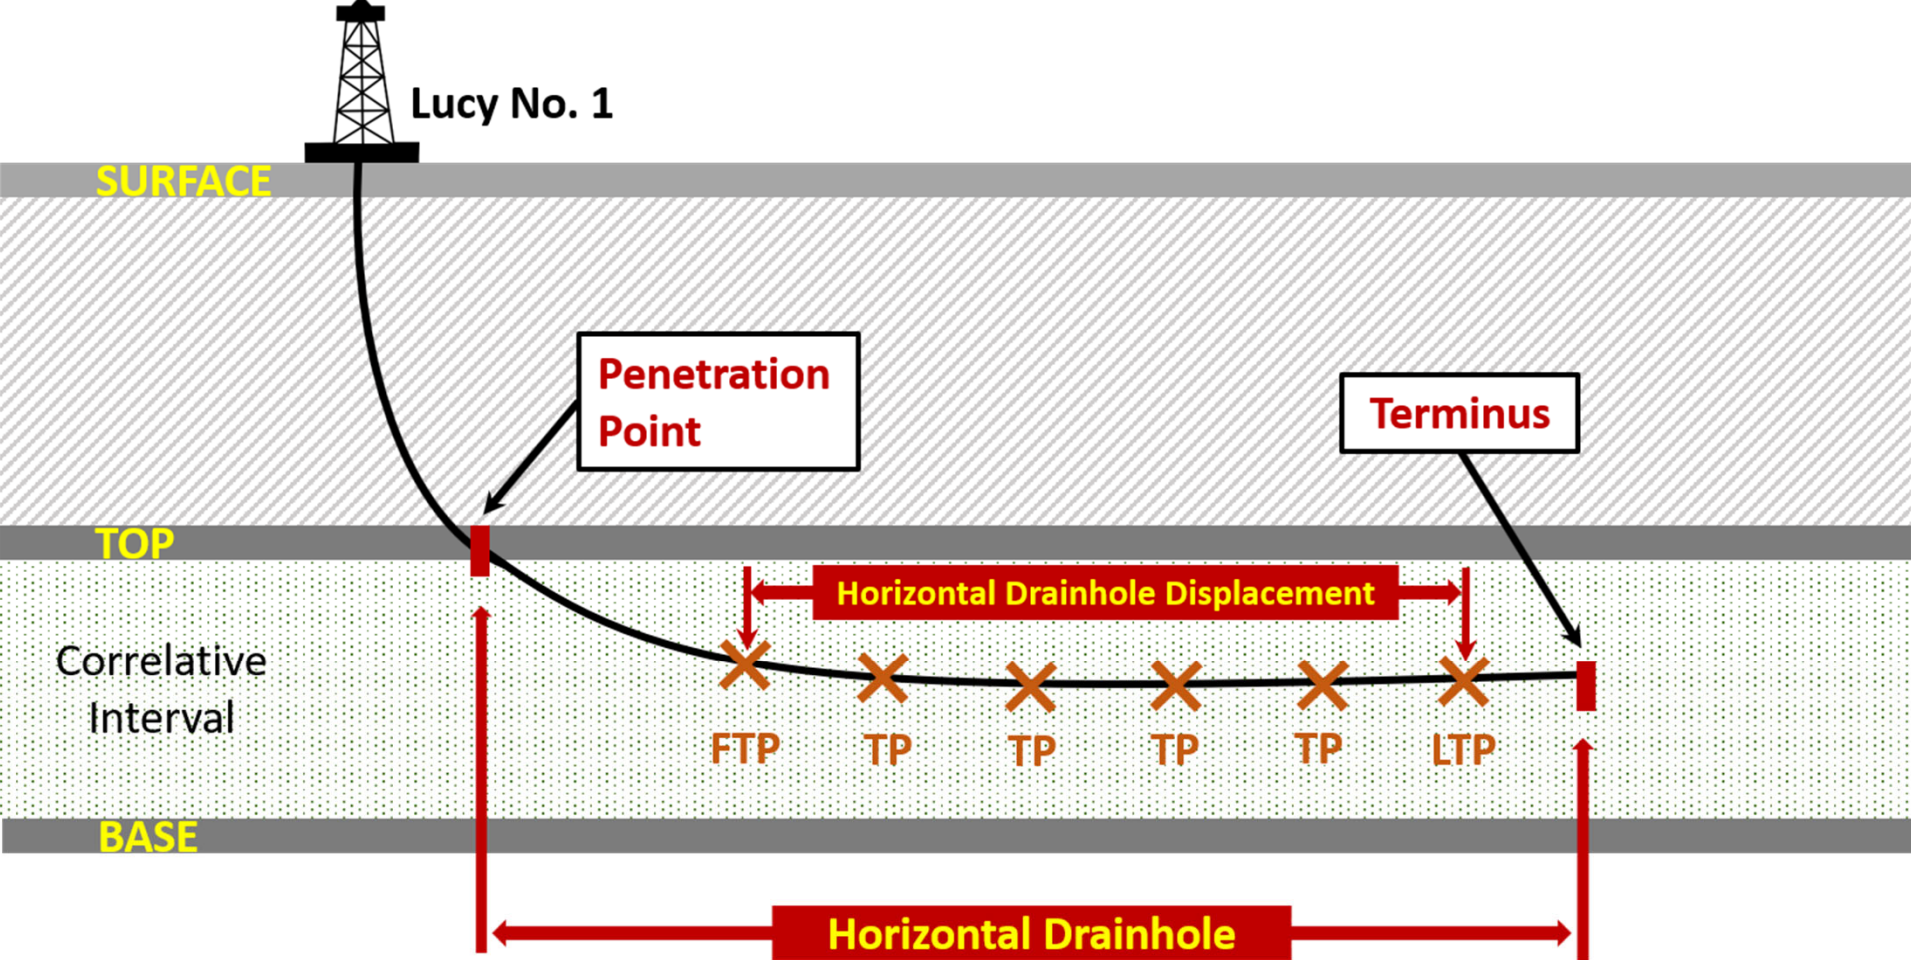 Lucy No. 1
SURFACE
Penetration
Point
Terminus
TOP
Horizontal Drainhole Displacement
Correlative
Interval
FTP TP TP TP TP LTP
BASE
Horizontal Drainhole